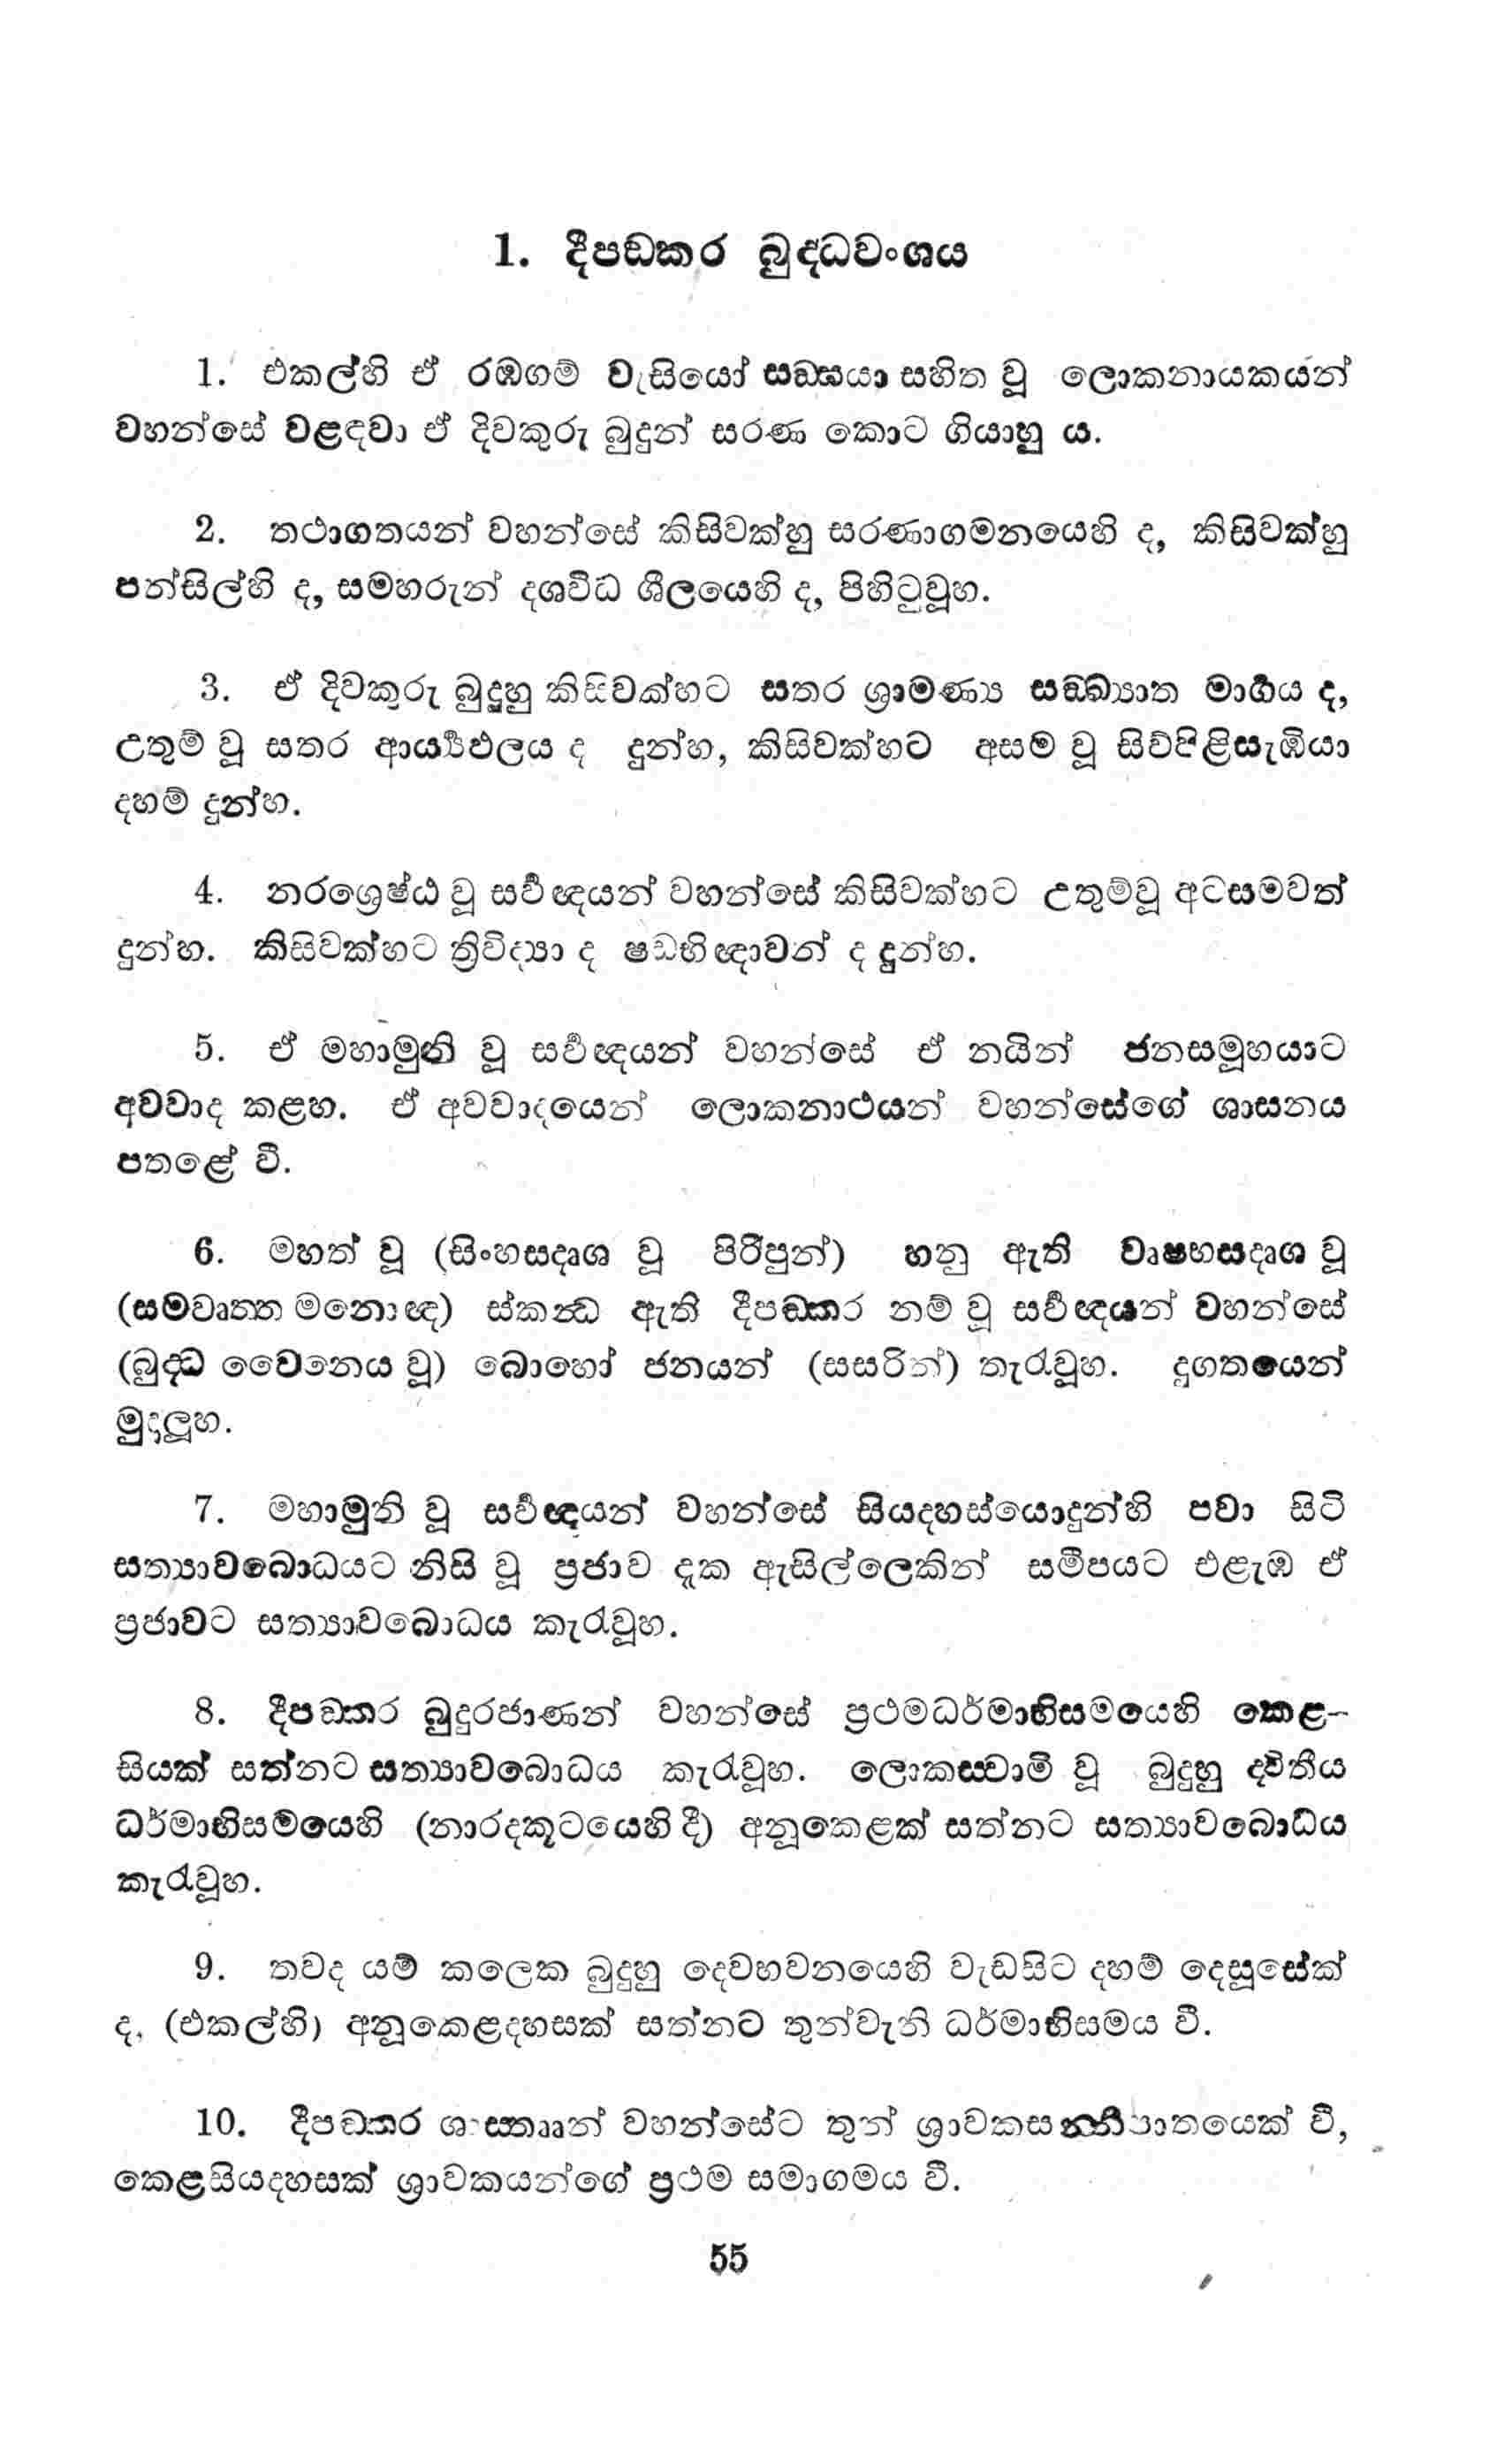 1. දීපඞ්කර බුද්ධවංශය
1. එකල්හි ඒ රඹගම් වැසියෝ සඞ්ඝයා සහිත වූ ලොකනායකයන්
වහන්සේ වළඳවා ඒ දිවකුරු බුදුන් සරණ කොට ගියාහු ය.
2. තථාගතයන් වහන්සේ කිසිවක්හු සරණාගමනයෙහි ද, කිසිවක්හු
පන්සිල්හි ද, සමහරුන් දශවිධ ශීලයෙහි ද, පිහිටුවූහ.
3. ඒ දිවකුරු බුදුහු කිසිවක්හට සතර ශ්‍රාමණ්‍ය සඞ්ඛ්‍යාත මාර්‍ගය ද,
උතුම් වූ සතර ආර්‍ය්‍යඵලය ද දුන්හ, කිසිවක්හට අසම වූ සිව්පිළිසැඹියා
දහම් දුන්හ.
4. නරශ්‍රෙෂ්ඨ වූ සර්‍වඥයන් වහන්සේ කිසිවක්හට උතුම්වූ අටසමවත්
දුන්හ. කිසිවක්හට ත්‍රිවිද්‍යා ද ෂඩභිඥාවන් ද දුන්හ.
5. ඒ මහාමුනි වූ සර්‍වඥයන් වහන්සේ ඒ නයින් ජනසමූහයාට
අවවාද කළහ. ඒ අවවාදයෙන් ලොකනාථයන් වහන්සේගේ ශාසනය
පතළේ වී.
6. මහත් වූ (සිංහසදෘශ වූ පිරිපුන්) හනු ඇති වෘෂභසදෘශ වූ
(සමවෘත්ත මනොඥ) ස්කන්‍ධ ඇති දීපඞ්කර නම් වූ සර්‍වඥයන් වහන්සේ
(බුද්ධ වෛනෙය වූ) බොහෝ ජනයන් (සසරින්) තැරැවූහ. දුගතයෙන්
මුදාලූහ.
7. මහාමුනි වූ සර්‍වඥයන් වහන්සේ සියදහස්යොදුන්හි පවා සිටි
සත්‍යාවබොධයට නිසි වූ ප්‍රජාව දැක ඇසිල්ලෙකින් සමීපයට එළැඹ ඒ
ප්‍රජාවට සත්‍යාවබොධය කැරැවූහ.
8. දීපඞ්කර බුදුරජාණන් වහන්සේ ප්‍රථමධර්මාභිසමයෙහි කෙළ-
සියක් සත්නට සත්‍යාවබොධය කැරැවූහ. ලොකස්වාමි වූ බුදුහු ද්විතීය
ධර්මාභිසමයෙහි (නාරදකූටයෙහි දී) අනූකෙළක් සත්නට සත්‍යාවබොධය
කැරැවූහ.
9. තවද යම් කලෙක බුදුහු දෙවභවනයෙහි වැඩසිට දහම් දෙසූසේක්
ද, (එකල්හි) අනූකෙළදහසක් සත්නට තුන්වැනි ධර්මාභිසමය වී.
10. දීපඞ්කර ශාස්තෲන් වහන්සේට තුන් ශ්‍රාවකසන්නිපාතයෙක් වී,
කෙළසියදහසක් ශ්‍රාවකයන්ගේ ප්‍රථම සමාගමය වී.
55